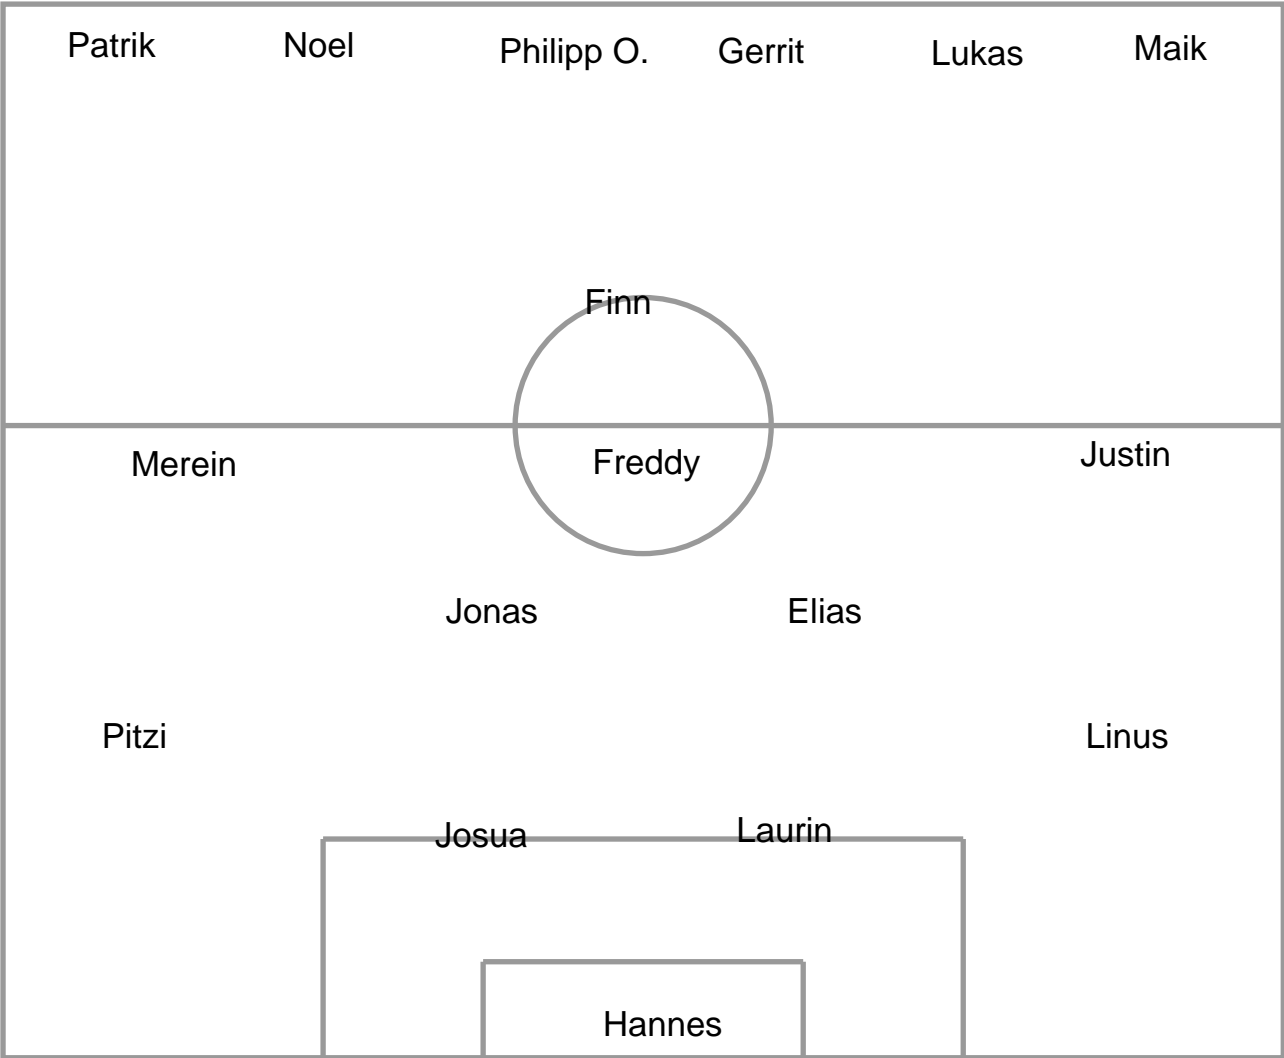 Patrik Noel Philipp O. Gerrit Lukas Maik
Finn
Merein Freddy Justin
Jonas Elias
Pitzi Linus
Josua Laurin
Hannes